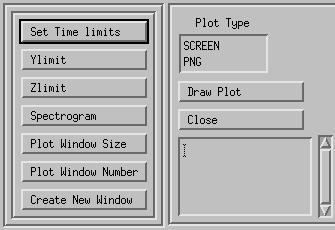 Set Time limits
Ylimit
Zlimit
Spectrogram
Plot Window Size
Plot Window Number
Create New Window
Plot Type
SCREEN
PNG
Draw Plot
Close